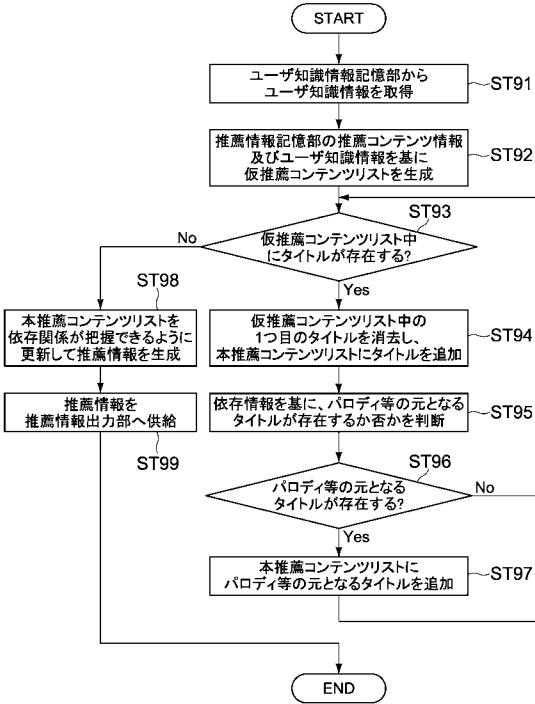 START
ユーザ知識情報記憶部から
ユーザ知識情報を取得
ST91
推薦情報記憶部の推薦コンテンツ情報
及びユーザ知識情報を基に
仮推薦コンテンツリストを生成
ST92
ST93
仮推薦コンテンツリスト中
にタイトルが存在する?
No
Yes
ST98
本推薦コンテンツリストを
依存関係が把握できるように
更新して推薦情報を生成
仮推薦コンテンツリスト中の
1つ目のタイトルを消去し、
本推薦コンテンツリストにタイトルを追加
ST94
推薦情報を
推薦情報出力部へ供給
ST99
依存情報を基に、パロディ等の元となる
タイトルが存在するか否かを判断
ST95
ST96
パロディ等の元となる
タイトルが存在する?
No
Yes
本推薦コンテンツリストに
パロディ等の元となるタイトルを追加
ST97
END